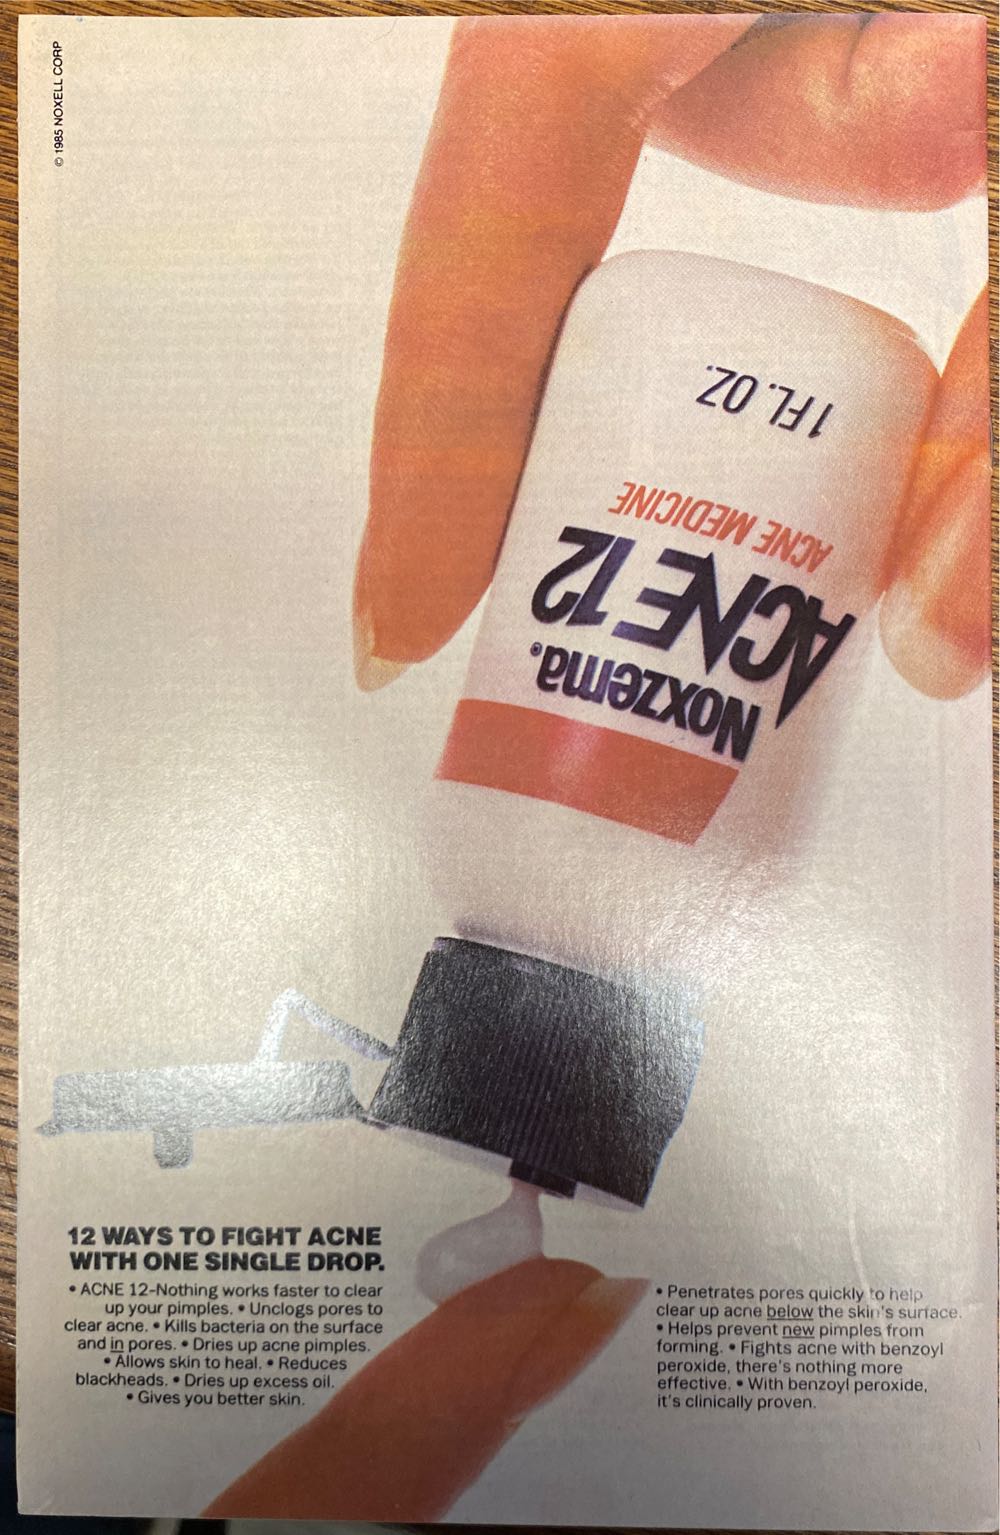 © 1985 NOXELL CORP
1 FL. OZ.
ACNE MEDICINE
ACNE 12
Noxzema®
12 WAYS TO FIGHT ACNE
WITH ONE SINGLE DROP.
• ACNE 12–Nothing works faster to clear
up your pimples. • Unclogs pores to
clear acne. • Kills bacteria on the surface
and in pores. • Dries up acne pimples.
• Allows skin to heal. • Reduces
blackheads. • Dries up excess oil.
• Gives you better skin.
• Penetrates pores quickly to help
clear up acne below the skin's surface.
• Helps prevent new pimples from
forming. • Fights acne with benzoyl
peroxide, there's nothing more
effective. • With benzoyl peroxide,
it's clinically proven.